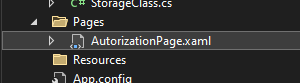 StorageClass.cs
Pages
AutorizationPage.xaml
Resources
App.config